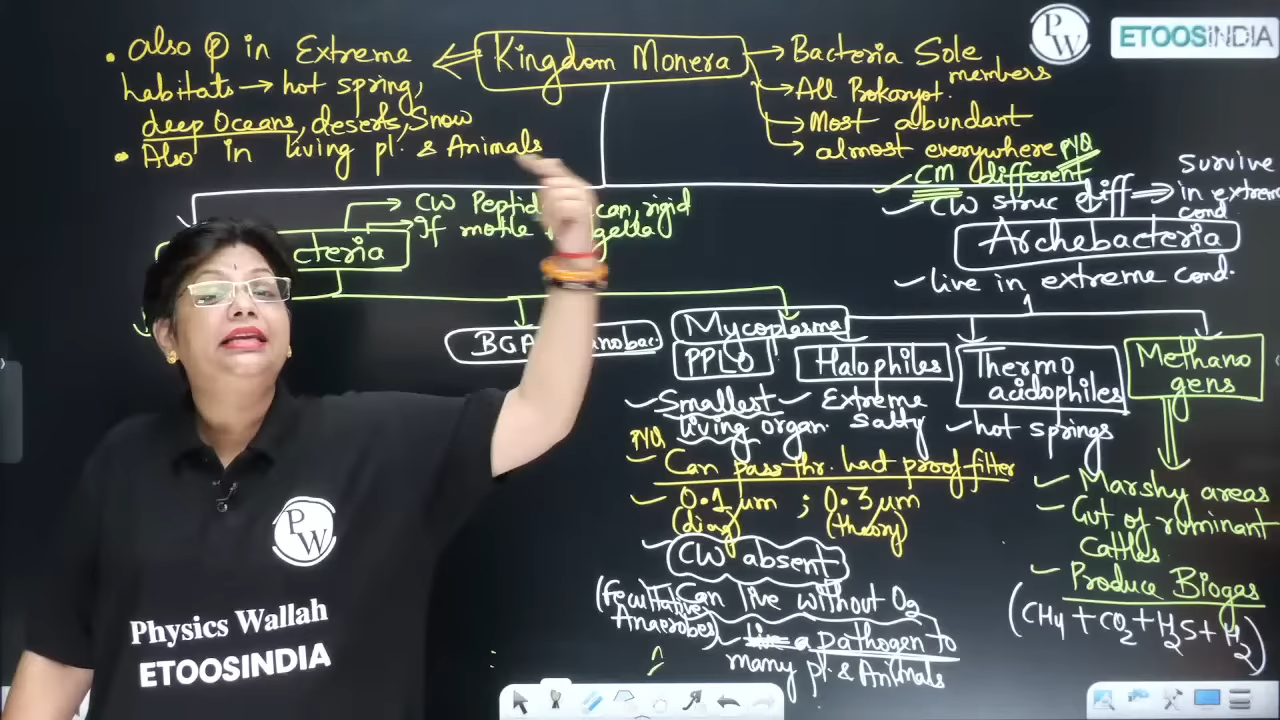 • also ⓟ in Extreme
habitats → hot spring,
deep Oceans, deserts, Snow
• Also in living pl. & Animals
Kingdom Monera
→ Bacteria Sole
members
→ All Prokaryot.
→ Most abundant
→ almost everywhere PYQ
PW
ETOOSINDIA
CM different
CW struc diff ⇒ Survive
in extreme
cond
→ CW Peptid can, rigid
→ If motile gella
cteria
Archebacteria
live in extreme cond.
BGA nobac.
Mycoplasma
PPLO
Halophiles
Thermo
acidophiles
Methano
gens
Smallest
living organ.
Extreme
salty
hot springs
PYQ
Can pass thr. had proof filter
0.1 µm ; 0.3 µm
(diag) (theory)
CW absent
(Facultative
Anaerobes)
Can live without O2
a pathogen to
many pl. & Animals
Marshy areas
Gut of ruminant
Cattles
Produce Biogas
(CH4 + CO2 + H2S + H2)
PW
Physics Wallah
ETOOSINDIA